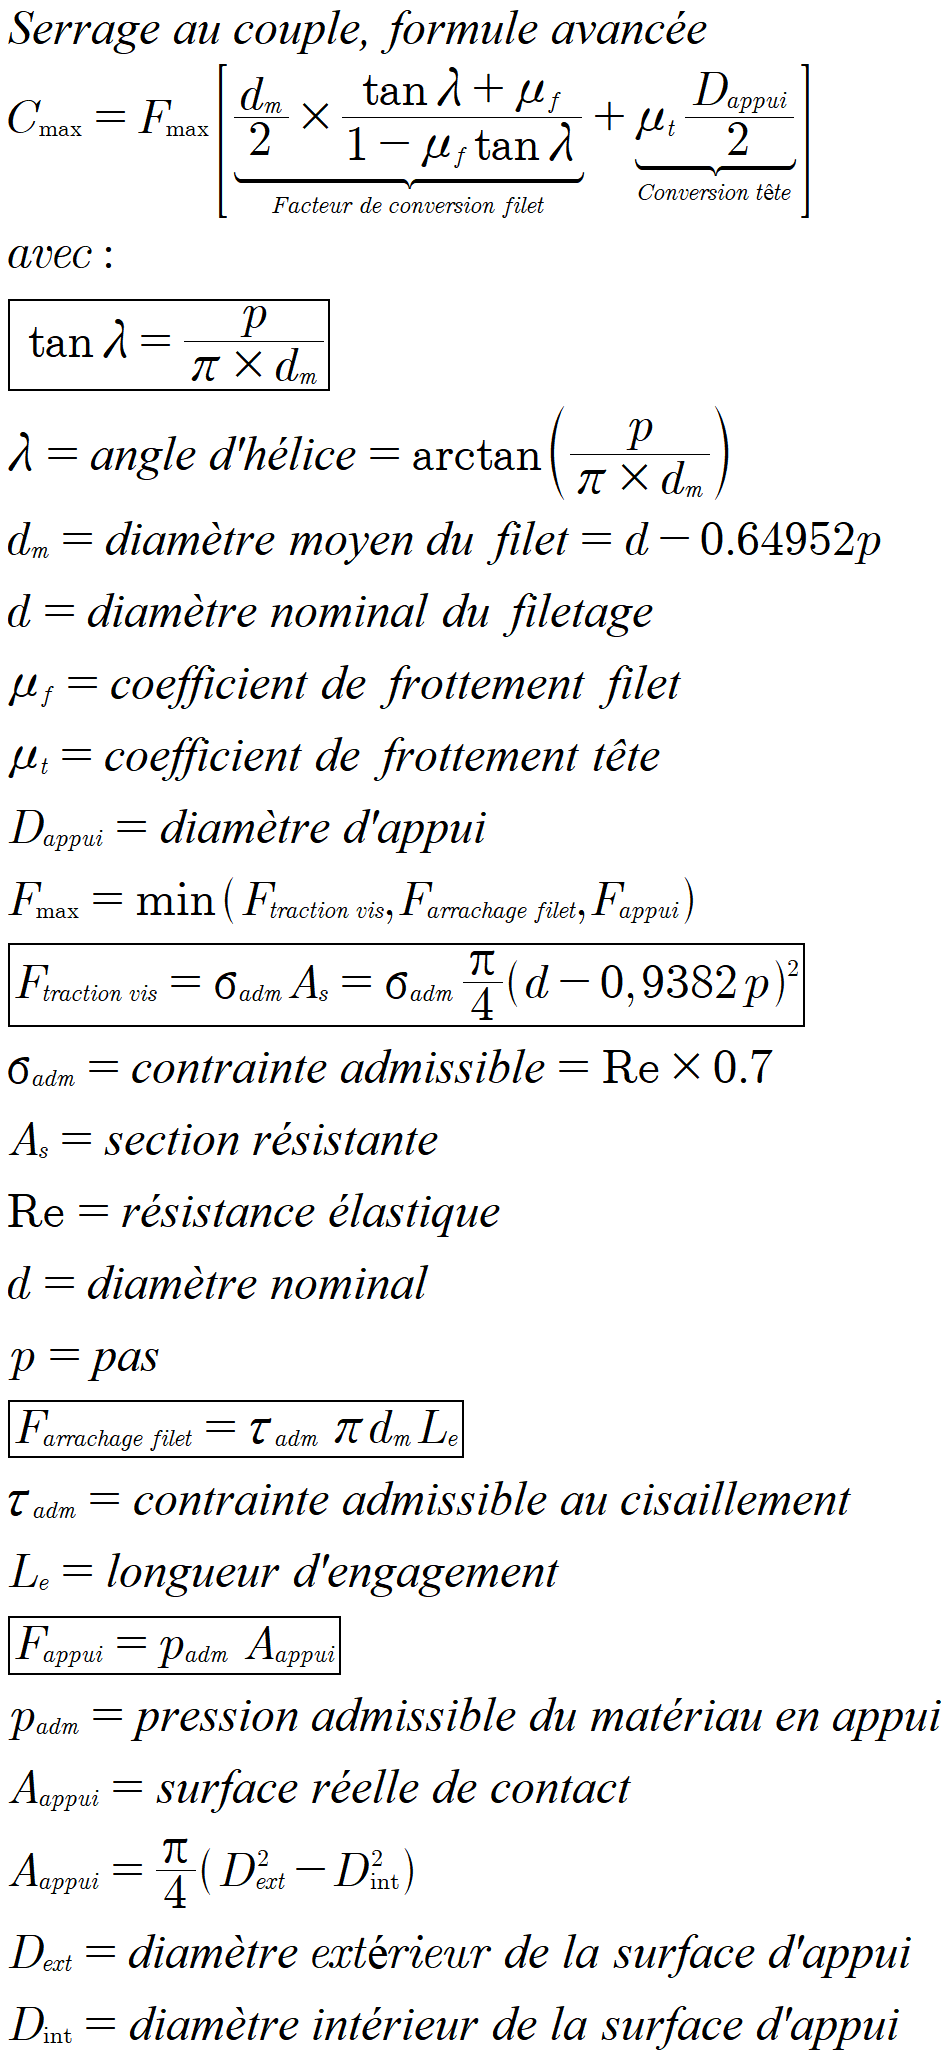 Serrage au couple, formule avancée
C_max = F_max [ d_m/2 × (tan λ + μ_f)/(1 − μ_f tan λ) + μ_t D_appui/2 ]
Facteur de conversion filet Conversion tête
avec :
tan λ = p/(π × d_m)
λ = angle d'hélice = arctan( p/(π × d_m) )
d_m = diamètre moyen du filet = d − 0.64952p
d = diamètre nominal du filetage
μ_f = coefficient de frottement filet
μ_t = coefficient de frottement tête
D_appui = diamètre d'appui
F_max = min( F_traction vis, F_arrachage filet, F_appui )
F_traction vis = σ_adm A_s = σ_adm π/4 ( d − 0,9382 p )²
σ_adm = contrainte admissible = Re × 0.7
A_s = section résistante
Re = résistance élastique
d = diamètre nominal
p = pas
F_arrachage filet = τ_adm π d_m L_e
τ_adm = contrainte admissible au cisaillement
L_e = longueur d'engagement
F_appui = p_adm A_appui
p_adm = pression admissible du matériau en appui
A_appui = surface réelle de contact
A_appui = π/4 ( D²_ext − D²_int )
D_ext = diamètre extérieur de la surface d'appui
D_int = diamètre intérieur de la surface d'appui